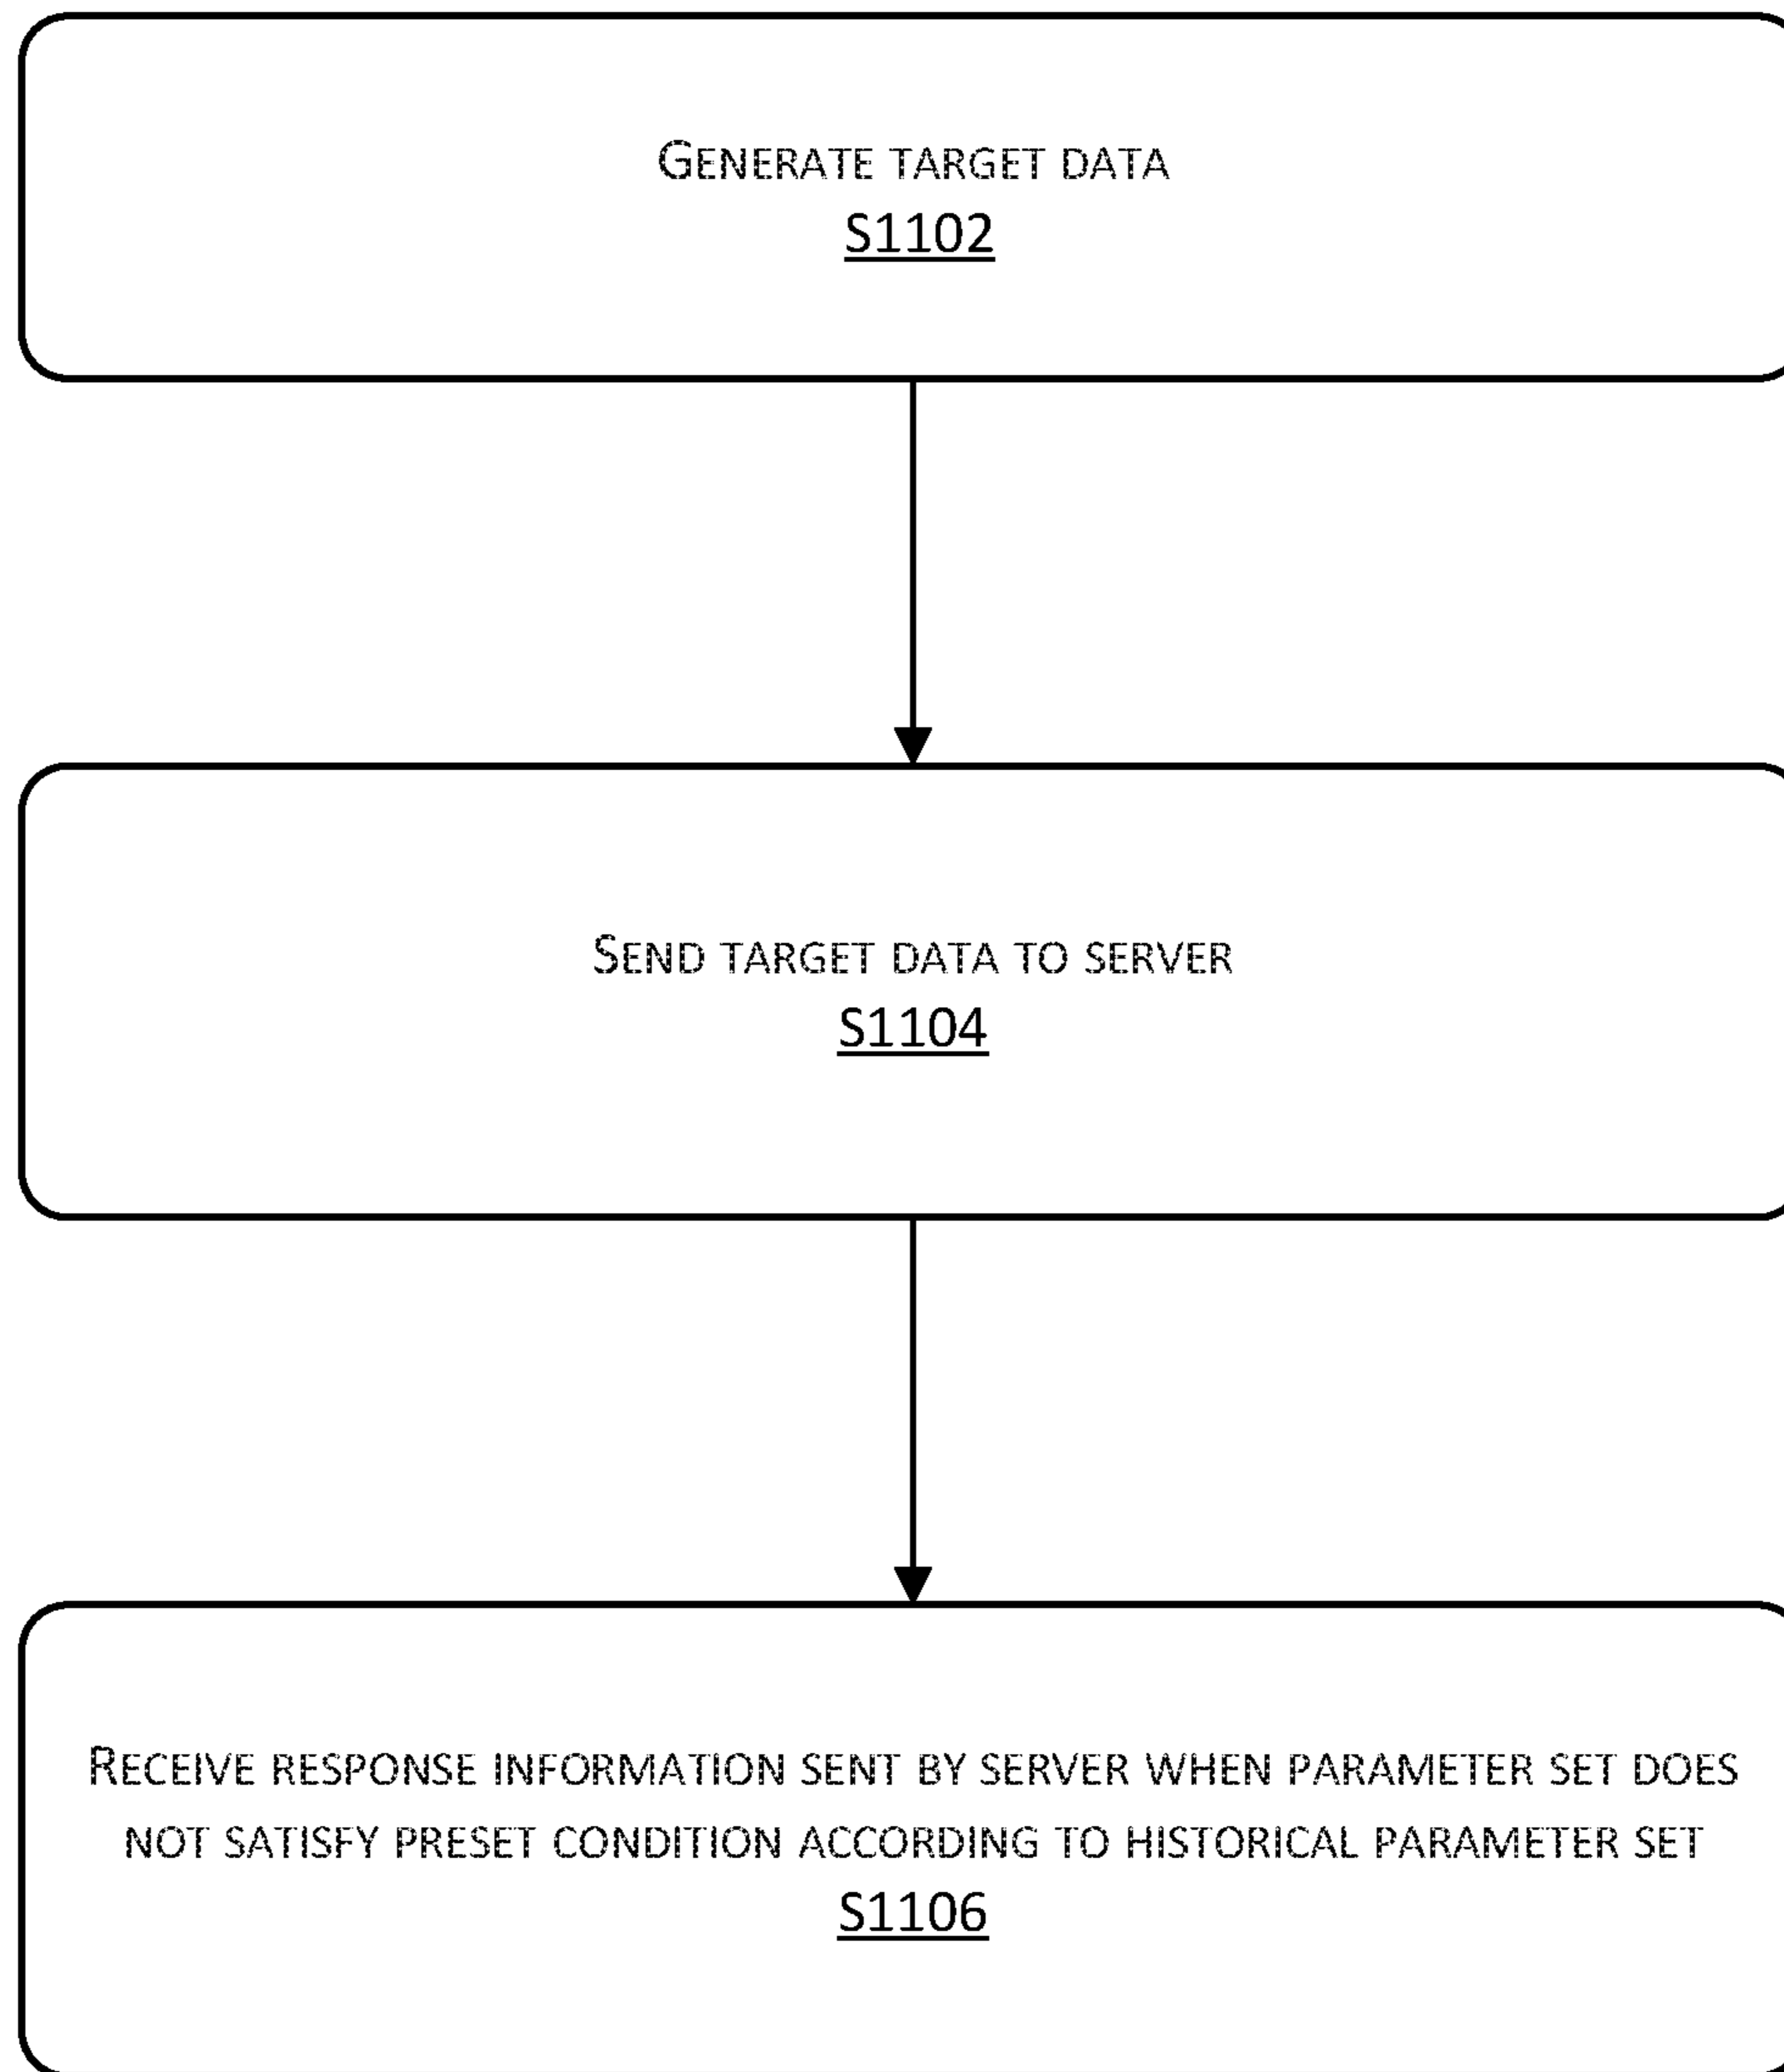 GENERATE TARGET DATA
S1102
SEND TARGET DATA TO SERVER
S1104
RECEIVE RESPONSE INFORMATION SENT BY SERVER WHEN PARAMETER SET DOES
NOT SATISFY PRESET CONDITION ACCORDING TO HISTORICAL PARAMETER SET
S1106